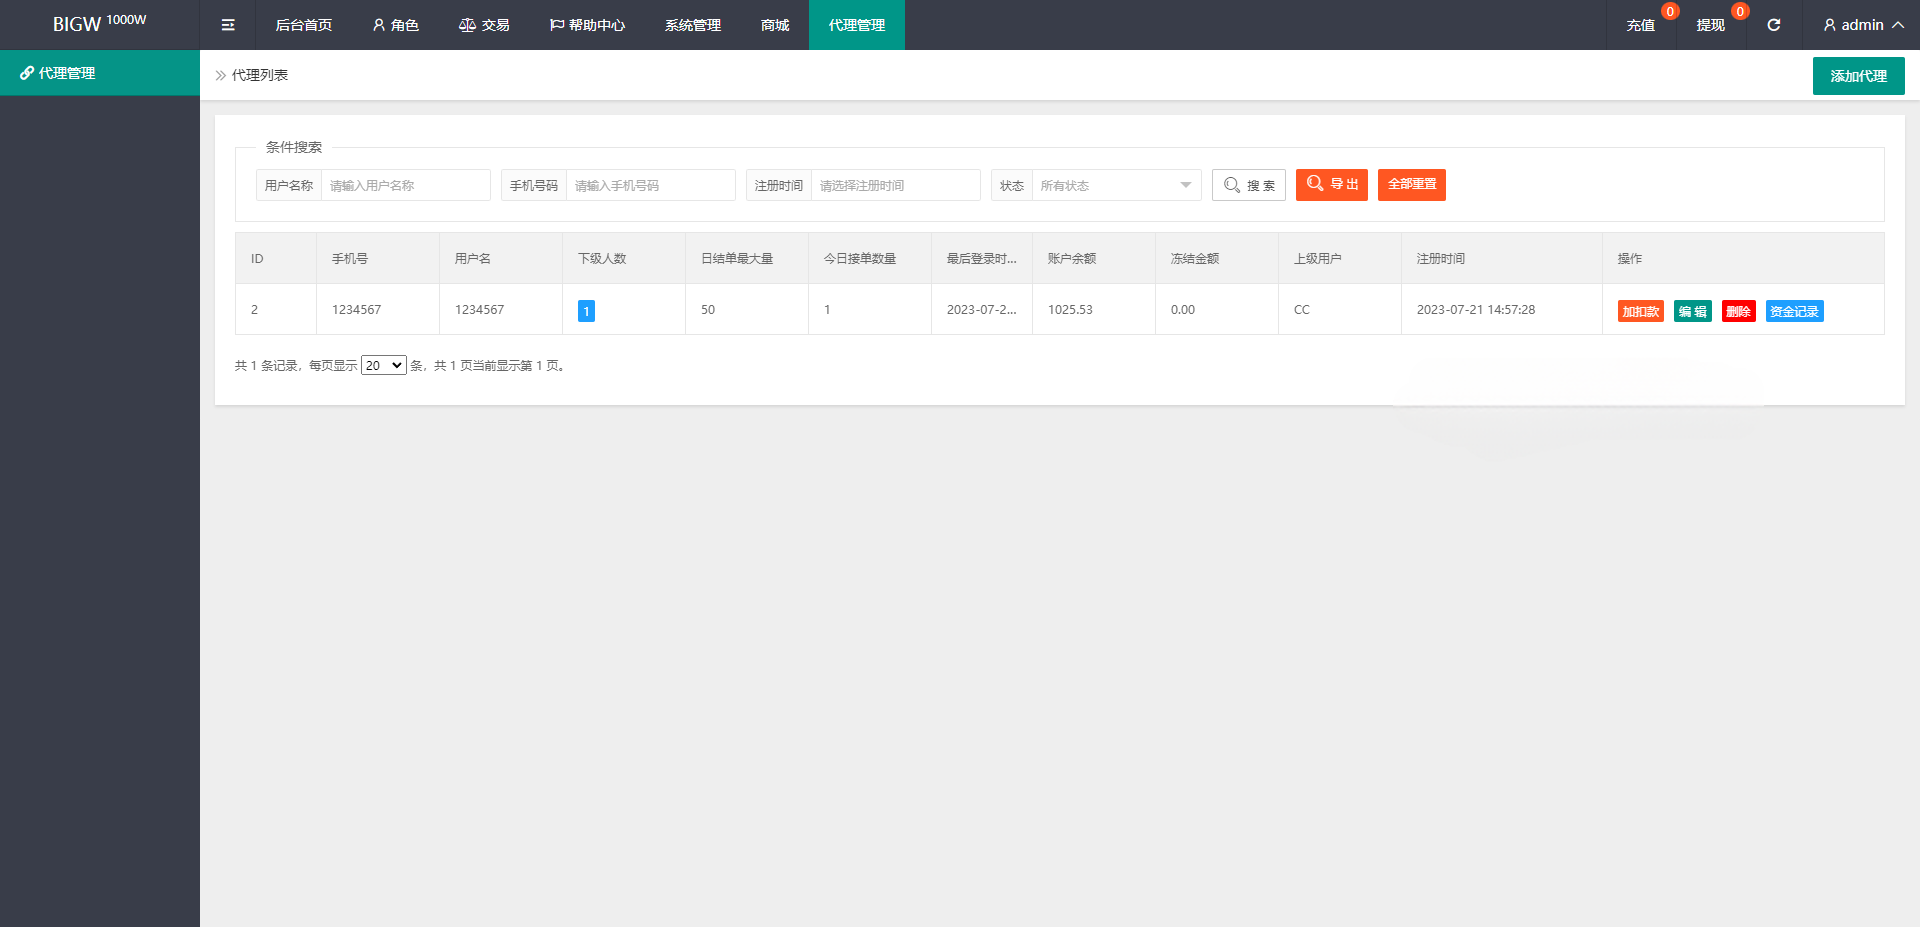 BIGW 1000W 后台首页 角色 交易 帮助中心 系统管理 商城 代理管理 充值 0 提现 0 admin
代理管理
代理列表 添加代理
条件搜索
用户名称 请输入用户名称 手机号码 请输入手机号码 注册时间 请选择注册时间 状态 所有状态 搜 索 导 出 全部重置
ID 手机号 用户名 下级人数 日结单最大量 今日接单数量 最后登录时... 账户余额 冻结金额 上级用户 注册时间 操作
2 1234567 1234567 1 50 1 2023-07-2... 1025.53 0.00 CC 2023-07-21 14:57:28 加扣款 编 辑 删除 资金记录
共 1 条记录，每页显示 20 条，共 1 页当前显示第 1 页。